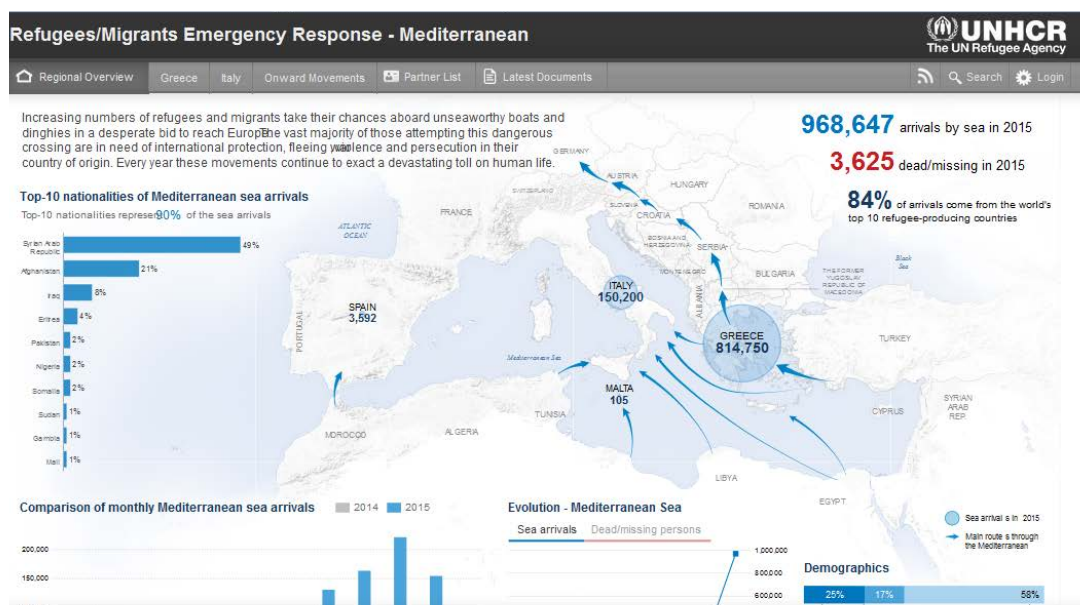 Refugees/Migrants Emergency Response - Mediterranean
UNHCR
The UN Refugee Agency
Regional Overview
Greece
Italy
Onward Movements
Partner List
Latest Documents
Search
Login
Increasing numbers of refugees and migrants take their chances aboard unseaworthy boats and
dinghies in a desperate bid to reach Europe. The vast majority of those attempting this dangerous
crossing are in need of international protection, fleeing war, violence and persecution in their
country of origin. Every year these movements continue to exact a devastating toll on human life.
968,647 arrivals by sea in 2015
3,625 dead/missing in 2015
84% of arrivals come from the world's
top 10 refugee-producing countries
Top-10 nationalities of Mediterranean sea arrivals
Top-10 nationalities represent 90% of the sea arrivals
Syrian Arab
Republic
49%
Afghanistan
21%
Iraq
8%
Eritrea
4%
Pakistan
2%
Nigeria
2%
Somalia
2%
Sudan
1%
Gambia
1%
Mali
1%
GERMANY
AUSTRIA
SWITZERLAND
HUNGARY
SLOVENIA
CROATIA
ROMANIA
FRANCE
ATLANTIC
OCEAN
BOSNIA AND
HERZEGOVINA
SERBIA
MONTENEGRO
BULGARIA
Black
Sea
THE FORMER
YUGOSLAV
REPUBLIC OF
MACEDONIA
ALBANIA
ITALY
150,200
SPAIN
3,592
PORTUGAL
GREECE
814,750
TURKEY
Mediterranean Sea
MALTA
105
TUNISIA
CYPRUS
SYRIAN
ARAB
REP.
MOROCCO
ALGERIA
LIBYA
EGYPT
Sea arrivals in 2015
Main routes through
the Mediterranean
Comparison of monthly Mediterranean sea arrivals
2014
2015
200,000
150,000
Evolution - Mediterranean Sea
Sea arrivals
Dead/missing persons
1,000,000
800,000
600,000
Demographics
25%
17%
58%